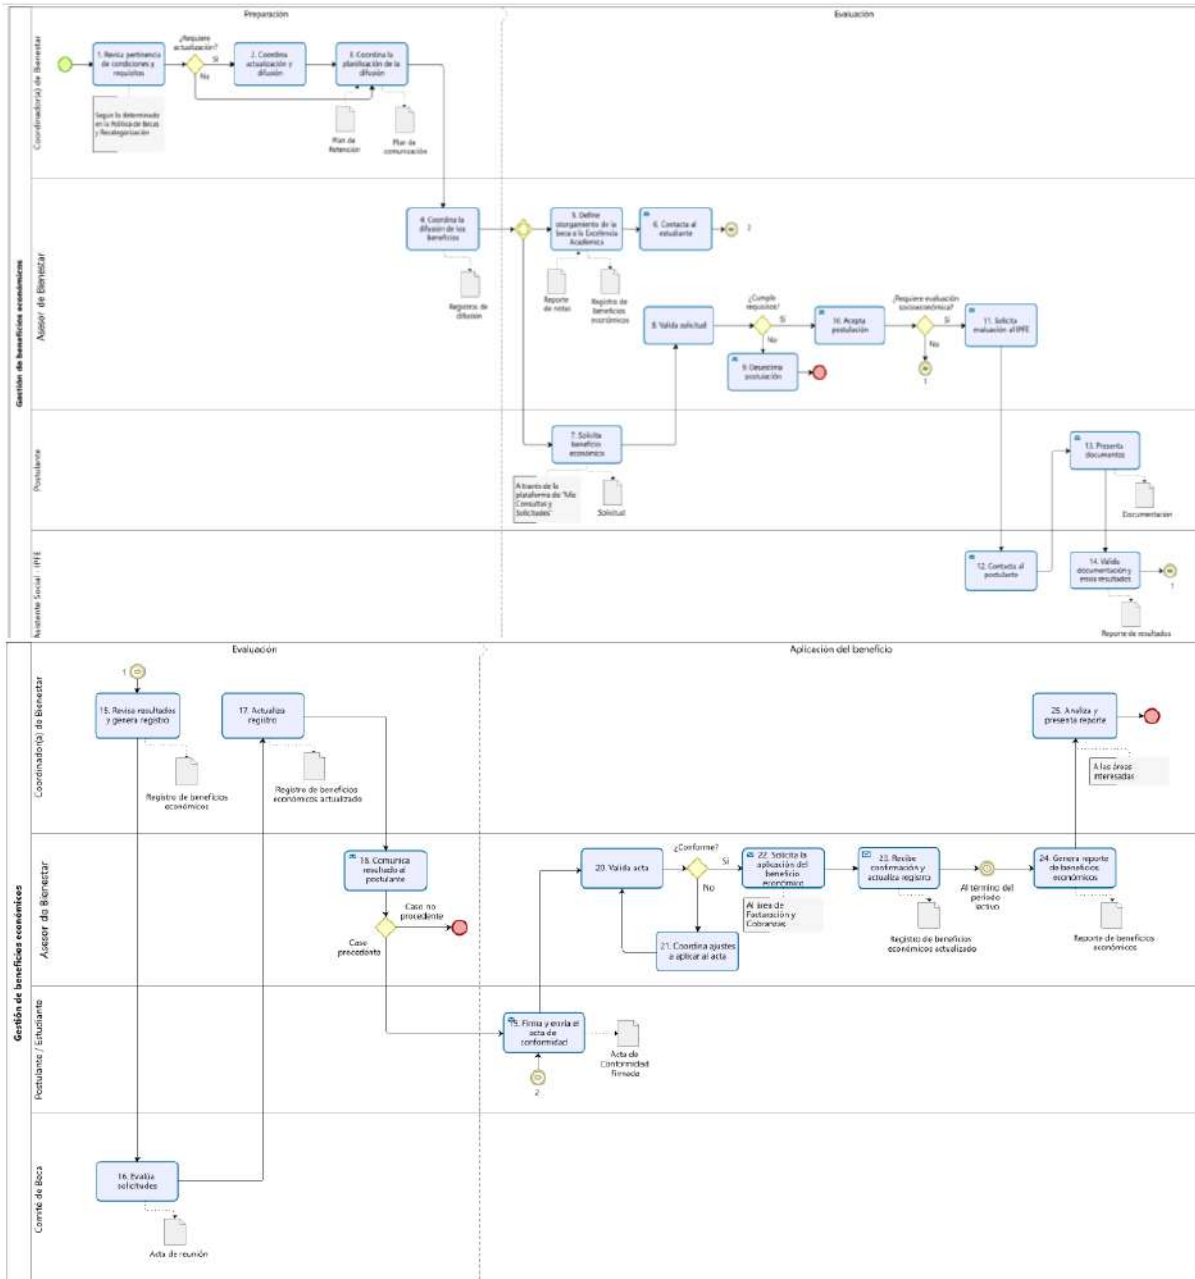 Preparación
Evaluación
Gestión de beneficios económicos
Coordinador(a) de Bienestar
1. Revisa pertinencia
de condiciones y
requisitos
¿Requiere
actualización?
Sí
No
2. Coordina
actualización y
difusión
3. Coordina la
planificación de la
difusión
Según lo determinado
en la Política de Becas
y Recategorización
Plan de
Retención
Plan de
comunicación
Asesor de Bienestar
4. Coordina la
difusión de los
beneficios
Registros de
difusión
5. Define
otorgamiento de la
beca a la Excelencia
Académica
6. Contacta al
estudiante
2
Reporte
de notas
Registro de
beneficios
económicos
8. Valida solicitud
¿Cumple
requisitos?
Sí
No
10. Acepta
postulación
¿Requiere evaluación
socioeconómica?
Sí
No
11. Solicita
evaluación al IPFE
9. Desestima
postulación
1
Postulante
7. Solicita
beneficio
económico
A través de la
plataforma de "Mis
Consultas y
Solicitudes"
Solicitud
13. Presenta
documentos
Documentación
Asistente Social - IPFE
12. Contacta al
postulante
14. Valida
documentación y
envía resultados
1
Reporte de resultados
Evaluación
Aplicación del beneficio
Gestión de beneficios económicos
Coordinador(a) de Bienestar
1
15. Revisa resultados
y genera registro
17. Actualiza
registro
Registro de beneficios
económicos
Registro de beneficios
económicos actualizado
25. Analiza y
presenta reporte
A las áreas
interesadas
Asesor de Bienestar
18. Comunica
resultado al
postulante
Caso no
procedente
Caso
procedente
20. Valida acta
¿Conforme?
Sí
No
22. Solicita la
aplicación del
beneficio
económico
Al área de
Facturación y
Cobranzas
21. Coordina ajustes
a aplicar al acta
23. Recibe
confirmación y
actualiza registro
Registro de beneficios
económicos actualizado
Al término del
periodo
lectivo
24. Genera reporte
de beneficios
económicos
Reporte de beneficios
económicos
Postulante / Estudiante
19. Firma y envía el
acta de
conformidad
2
Acta de
Conformidad
Firmada
Comité de Beca
16. Evalúa
solicitudes
Acta de reunión